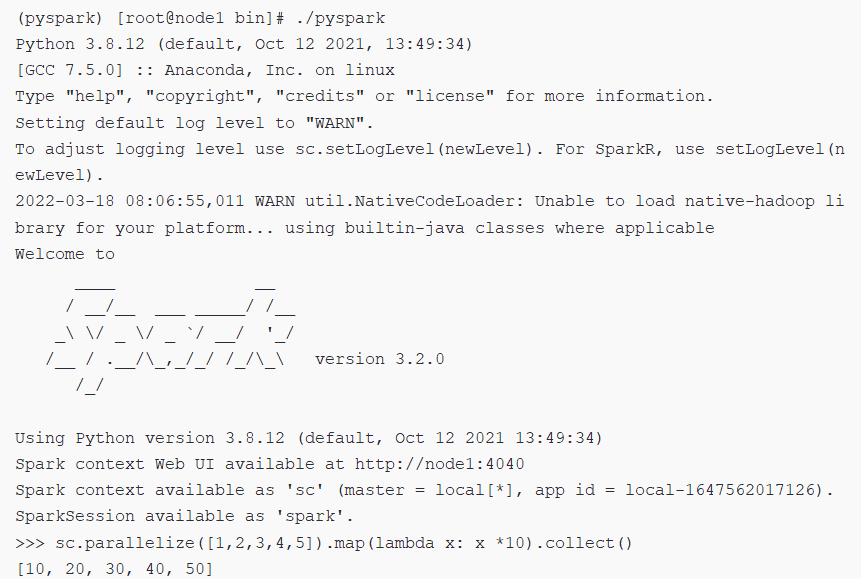 (pyspark) [root@node1 bin]# ./pyspark
Python 3.8.12 (default, Oct 12 2021, 13:49:34)
[GCC 7.5.0] :: Anaconda, Inc. on linux
Type "help", "copyright", "credits" or "license" for more information.
Setting default log level to "WARN".
To adjust logging level use sc.setLogLevel(newLevel). For SparkR, use setLogLevel(n
ewLevel).
2022-03-18 08:06:55,011 WARN util.NativeCodeLoader: Unable to load native-hadoop li
brary for your platform... using builtin-java classes where applicable
Welcome to
      ____              __
     / __/__  ___ _____/ /__
    _\ \/ _ \/ _ `/ __/  '_/
   /__ / .__/\_,_/_/ /_/\_\   version 3.2.0
      /_/
Using Python version 3.8.12 (default, Oct 12 2021 13:49:34)
Spark context Web UI available at http://node1:4040
Spark context available as 'sc' (master = local[*], app id = local-1647562017126).
SparkSession available as 'spark'.
>>> sc.parallelize([1,2,3,4,5]).map(lambda x: x *10).collect()
[10, 20, 30, 40, 50]